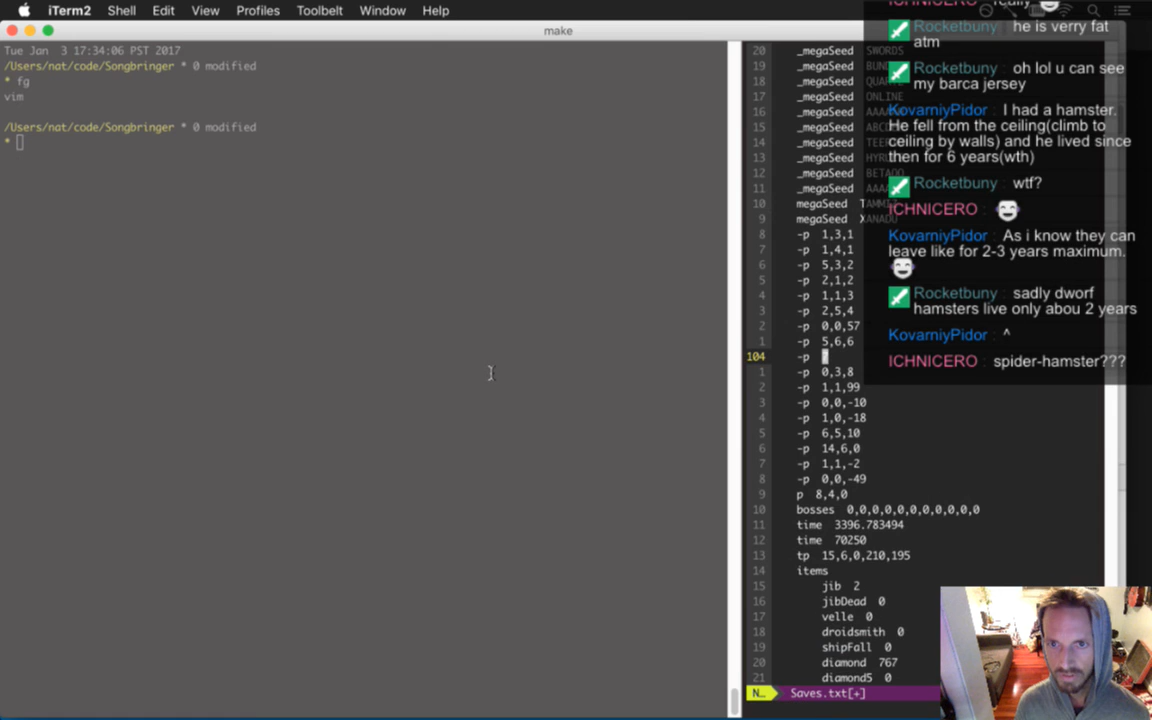 iTerm2 Shell Edit View Profiles Toolbelt Window Help
make
Tue Jan 3 17:34:06 PST 2017
/Users/nat/code/Songbringer * 0 modified
* fg
vim
/Users/nat/code/Songbringer * 0 modified
*
20 _megaSeed SWORDS
19 _megaSeed
18 _megaSeed
17 _megaSeed ONLINE
16 _megaSeed
15 _megaSeed
14 _megaSeed
13 _megaSeed
12 _megaSeed
11 _megaSeed
10 megaSeed
9 megaSeed XANADU
8 -p 1,3,1
7 -p 1,4,1
6 -p 5,3,2
5 -p 2,1,2
4 -p 1,1,3
3 -p 2,5,4
2 -p 0,0,57
1 -p 5,6,6
104 -p
1 -p 0,3,8
2 -p 1,1,99
3 -p 0,0,-10
4 -p 1,0,-18
5 -p 6,5,10
6 -p 14,6,0
7 -p 1,1,-2
8 -p 0,0,-49
9 p 8,4,0
10 bosses 0,0,0,0,0,0,0,0,0,0,0
11 time 3396.783494
12 time 70250
13 tp 15,6,0,210,195
14 items
15 jib 2
16 jibDead 0
17 velle 0
18 droidsmith 0
19 shipFall 0
20 diamond 767
21 diamond5 0
N… Saves.txt[+]
Rocketbuny : he is verry fat
atm
Rocketbuny : oh lol u can see
my barca jersey
KovarniyPidor : I had a hamster.
He fell from the ceiling(climb to
ceiling by walls) and he lived since
then for 6 years(wth)
Rocketbuny : wtf?
ICHNICERO :
KovarniyPidor : As i know they can
leave like for 2-3 years maximum.
Rocketbuny : sadly dworf
hamsters live only abou 2 years
KovarniyPidor : ^
ICHNICERO : spider-hamster???